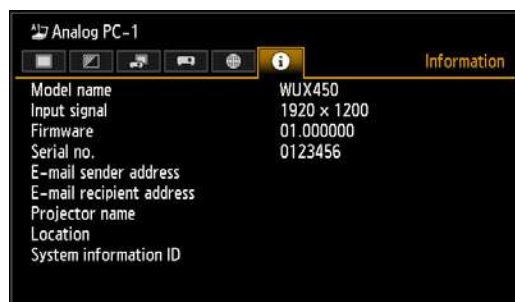 Analog PC-1
Information
Model name WUX450
Input signal 1920 × 1200
Firmware 01.000000
Serial no. 0123456
E-mail sender address
E-mail recipient address
Projector name
Location
System information ID